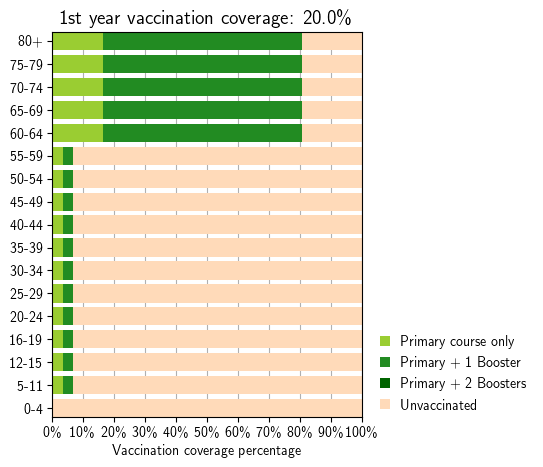 1st year vaccination coverage: 20.0%
80+
75-79
70-74
65-69
60-64
55-59
50-54
45-49
40-44
35-39
30-34
25-29
20-24
16-19
12-15
5-11
0-4
0% 10% 20% 30% 40% 50% 60% 70% 80% 90% 100%
Vaccination coverage percentage
Primary course only
Primary + 1 Booster
Primary + 2 Boosters
Unvaccinated